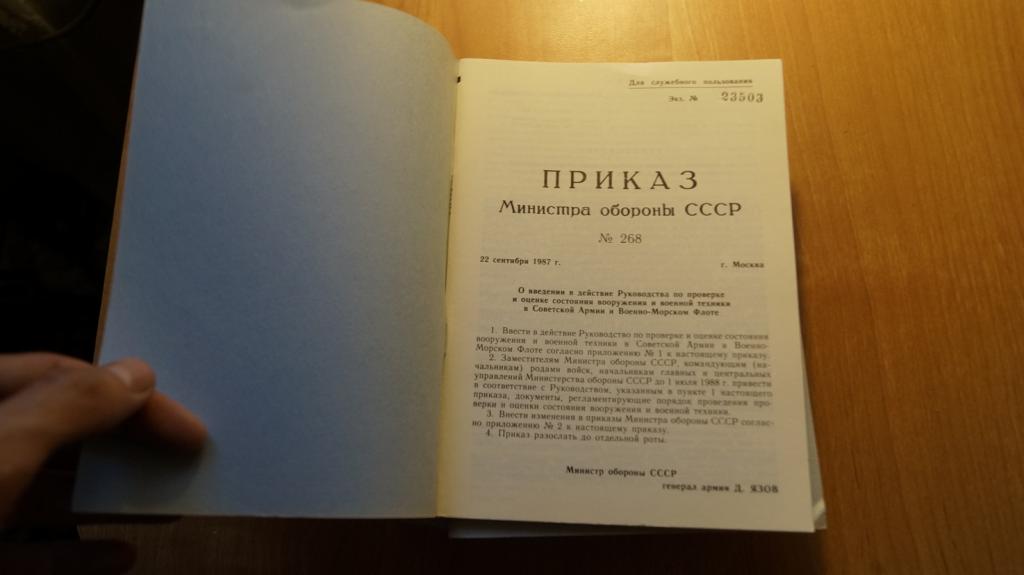 Для служебного пользования
Экз. № 23503
ПРИКАЗ
Министра обороны СССР
№ 268
22 сентября 1987 г. г. Москва
О введении в действие Руководства по проверке
и оценке состояния вооружения и военной техники
в Советской Армии и Военно-Морском Флоте
1. Ввести в действие Руководство по проверке и оценке состояния
вооружения и военной техники в Советской Армии и Военно-
Морском Флоте согласно приложению № 1 к настоящему приказу.
2. Заместителям Министра обороны СССР, командующим (на-
чальникам) родами войск, начальникам главных и центральных
управлений Министерства обороны СССР до 1 июля 1988 г. привести
в соответствие с Руководством, указанным в пункте 1 настоящего
приказа, документы, регламентирующие порядок проведения про-
верки и оценки состояния вооружения и военной техники.
3. Внести изменения в приказы Министра обороны СССР соглас-
но приложению № 2 к настоящему приказу.
4. Приказ разослать до отдельной роты.
Министр обороны СССР
генерал армии Д. ЯЗОВ